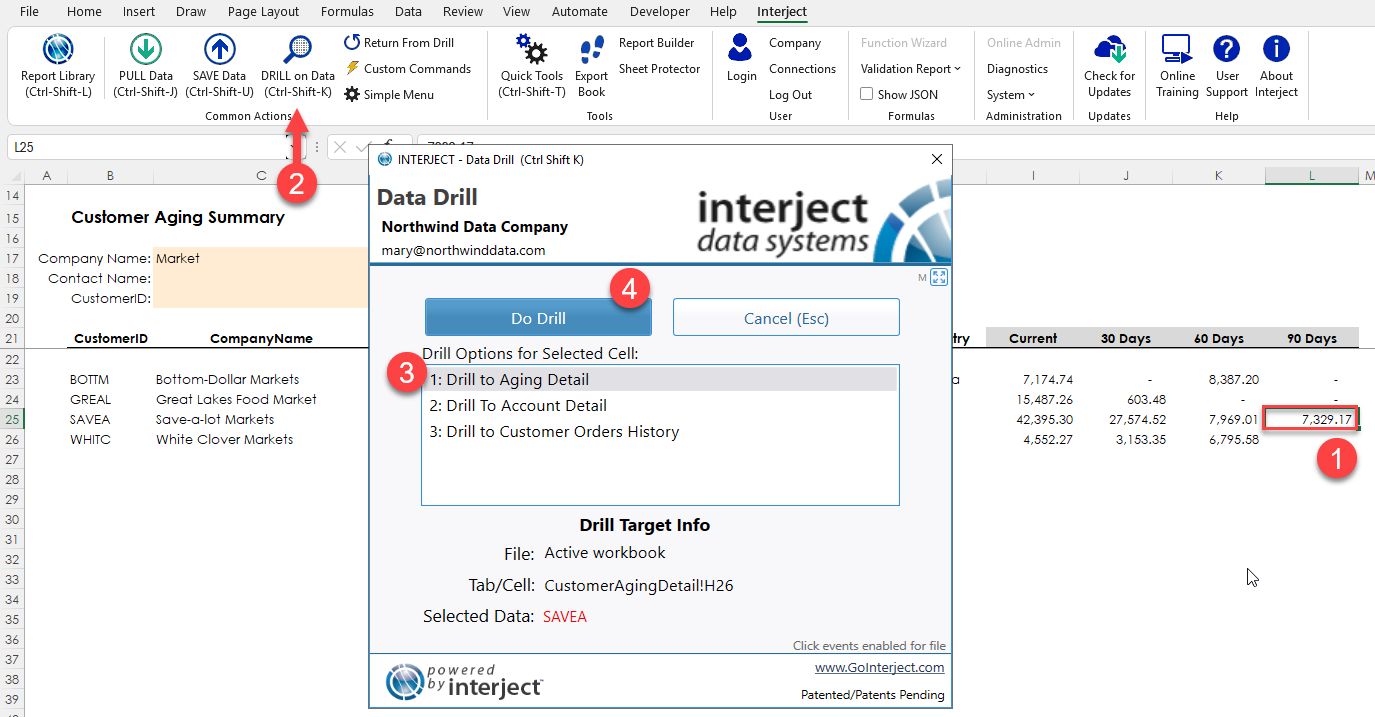 File Home Insert Draw Page Layout Formulas Data Review View Automate Developer Help Interject
Report Library
(Ctrl-Shift-L)
PULL Data
(Ctrl-Shift-J)
SAVE Data
(Ctrl-Shift-U)
DRILL on Data
(Ctrl-Shift-K)
Return From Drill
Custom Commands
Simple Menu
Common Actions
Quick Tools
(Ctrl-Shift-T)
Export
Book
Report Builder
Sheet Protector
Tools
Login
Company
Connections
Log Out
User
Function Wizard
Validation Report
Show JSON
Formulas
Online Admin
Diagnostics
System
Administration
Check for
Updates
Updates
Online
Training
User
Support
About
Interject
Help
L25
2
A B C I J K L M
14
15 Customer Aging Summary
16
17 Company Name: Market
18 Contact Name:
19 CustomerID:
20
21 CustomerID CompanyName try Current 30 Days 60 Days 90 Days
22
23 BOTTM Bottom-Dollar Markets a 7,174.74 - 8,387.20 -
24 GREAL Great Lakes Food Market 15,487.26 603.48 - -
25 SAVEA Save-a-lot Markets 42,395.30 27,574.52 7,969.01 7,329.17
26 WHITC White Clover Markets 4,552.27 3,153.35 6,795.58
27
28
29
30
31
32
33
34
35
36
37
38
39
1
INTERJECT - Data Drill (Ctrl Shift K)
Data Drill
Northwind Data Company
mary@northwinddata.com
interject
data systems
M
4
Do Drill
Cancel (Esc)
Drill Options for Selected Cell:
3
1: Drill to Aging Detail
2: Drill To Account Detail
3: Drill to Customer Orders History
Drill Target Info
File: Active workbook
Tab/Cell: CustomerAgingDetail!H26
Selected Data: SAVEA
Click events enabled for file
powered
by interject
www.GoInterject.com
Patented/Patents Pending